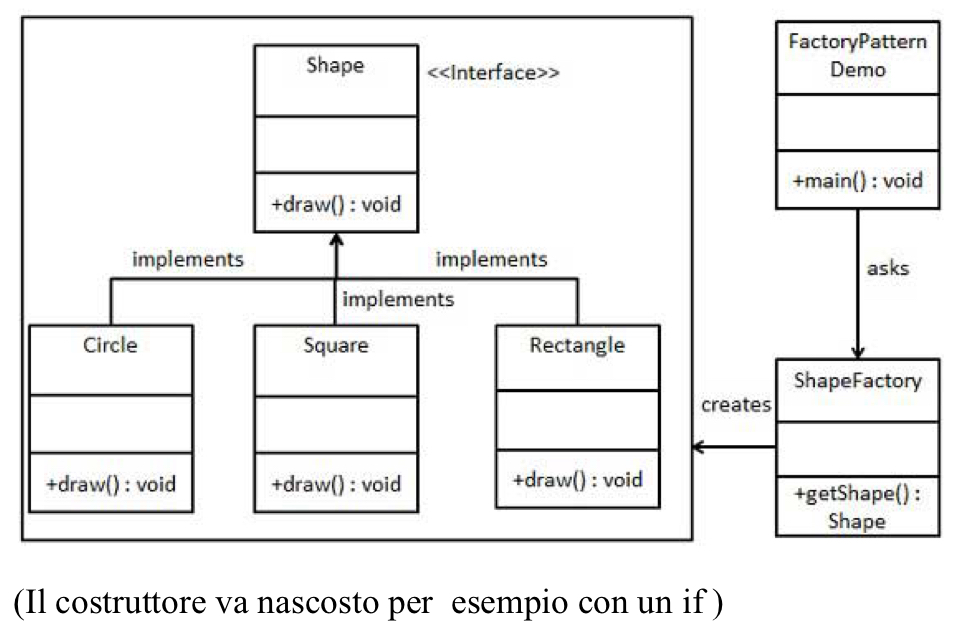 Shape
<<Interface>>
+draw() : void
implements
implements
implements
Circle
+draw() : void
Square
+draw() : void
Rectangle
+draw() : void
FactoryPattern
Demo
+main() : void
asks
ShapeFactory
+getShape() :
Shape
creates
(Il costruttore va nascosto per  esempio con un if )